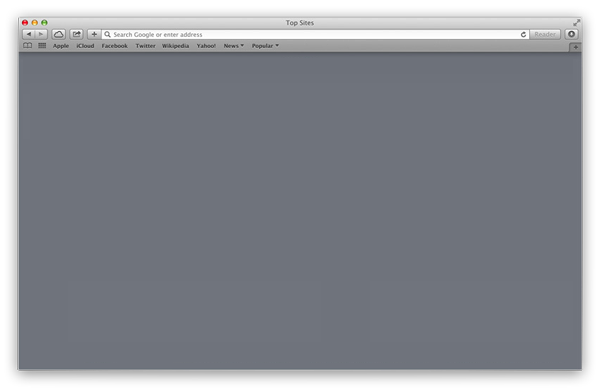 Top Sites
Search Google or enter address
Reader
Apple iCloud Facebook Twitter Wikipedia Yahoo! News Popular